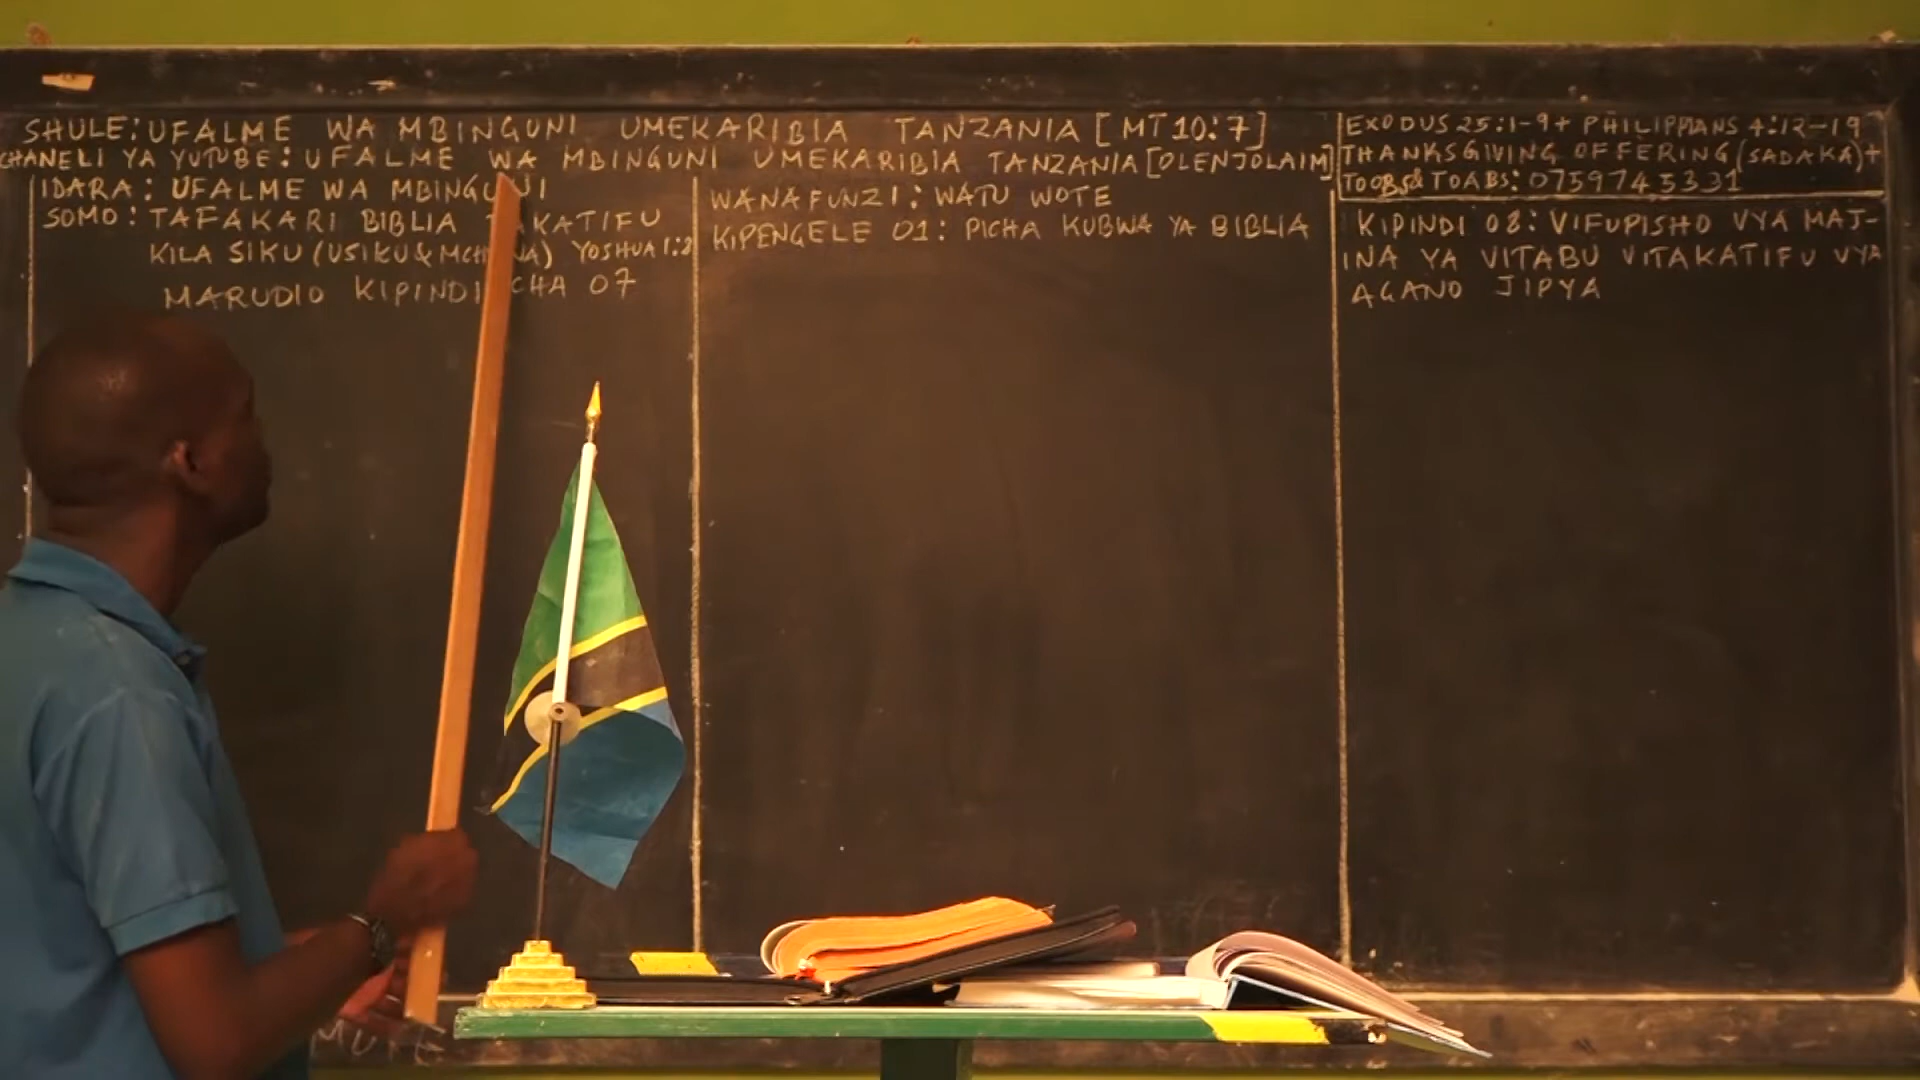 SHULE: UFALME WA MBINGUNI UMEKARIBIA TANZANIA [MT 10:7]
CHANELI YA YUTUBE: UFALME WA MBINGUNI UMEKARIBIA TANZANIA [OLENJOLAIM]
IDARA: UFALME WA MBINGUNI
SOMO: TAFAKARI BIBLIA TAKATIFU
KILA SIKU (USIKU & MCHANA) YOSHUA 1:8
MARUDIO KIPINDI CHA 07
WANAFUNZI: WATU WOTE
KIPENGELE 01: PICHA KUBWA YA BIBLIA
EXODUS 25:1-9 + PHILIPPIANS 4:12-19
THANKSGIVING OFFERING (SADAKA) +
TOOBS & TOABS: 0759745331
KIPINDI 08: VIFUPISHO VYA MAJ-
INA YA VITABU VITAKATIFU VYA
AGANO JIPYA